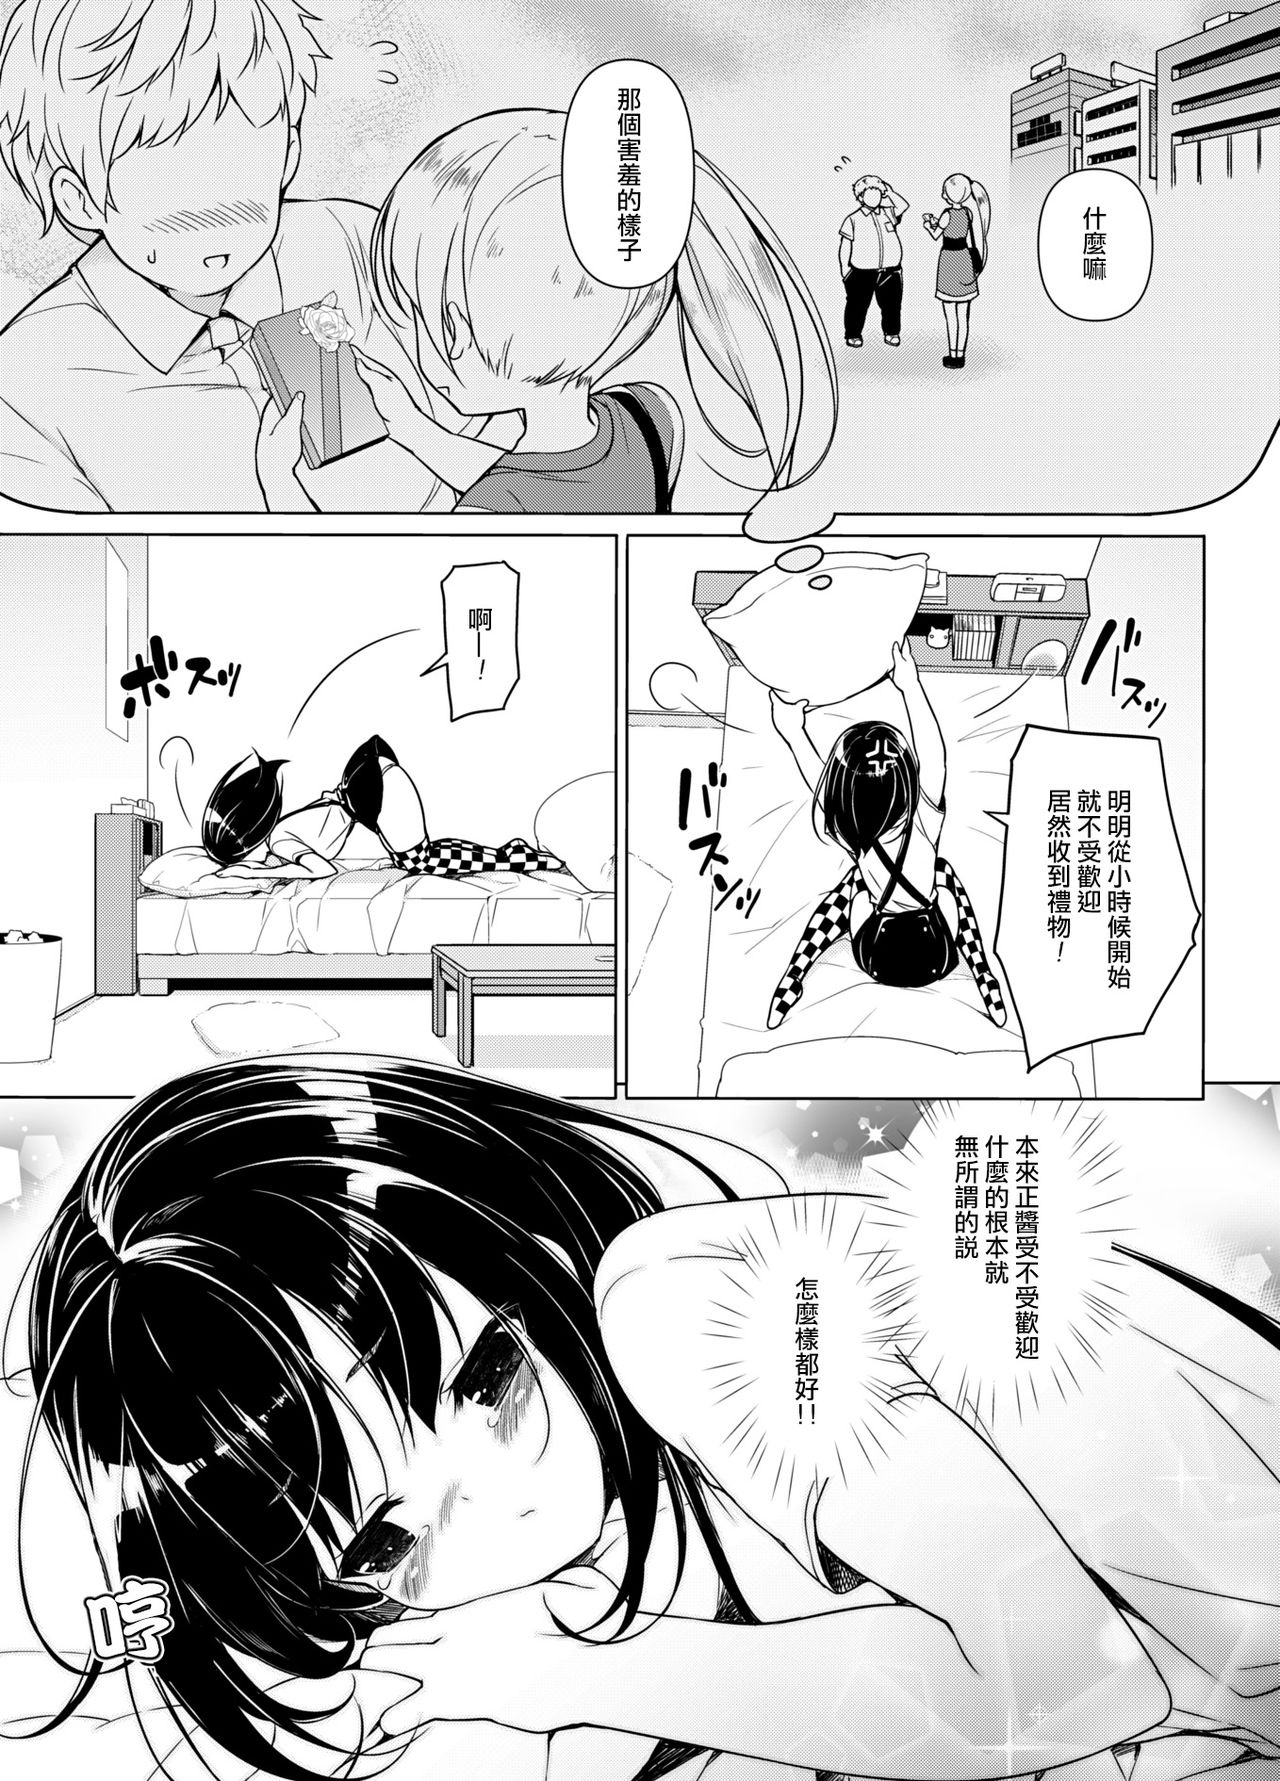 什麼嘛
那個害羞的樣子
明明從小時候開始
就不受歡迎
居然收到禮物！
バスッ
バスンッ
啊ー！
ボスッ
本來正醬受不受歡迎
什麼的根本就
無所謂的說
怎麼樣都好！！
哼